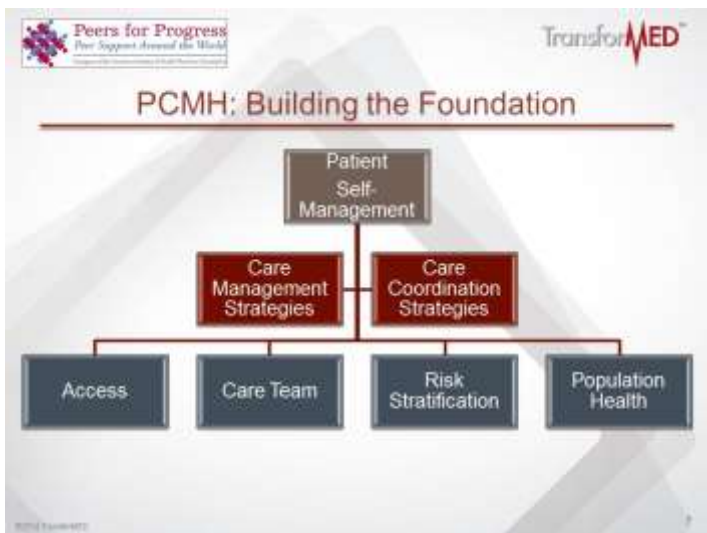 Peers for Progress
Peer Support Around the World
TransforMED
PCMH: Building the Foundation
Patient
Self-
Management
Care
Management
Strategies
Care
Coordination
Strategies
Access
Care Team
Risk
Stratification
Population
Health
7